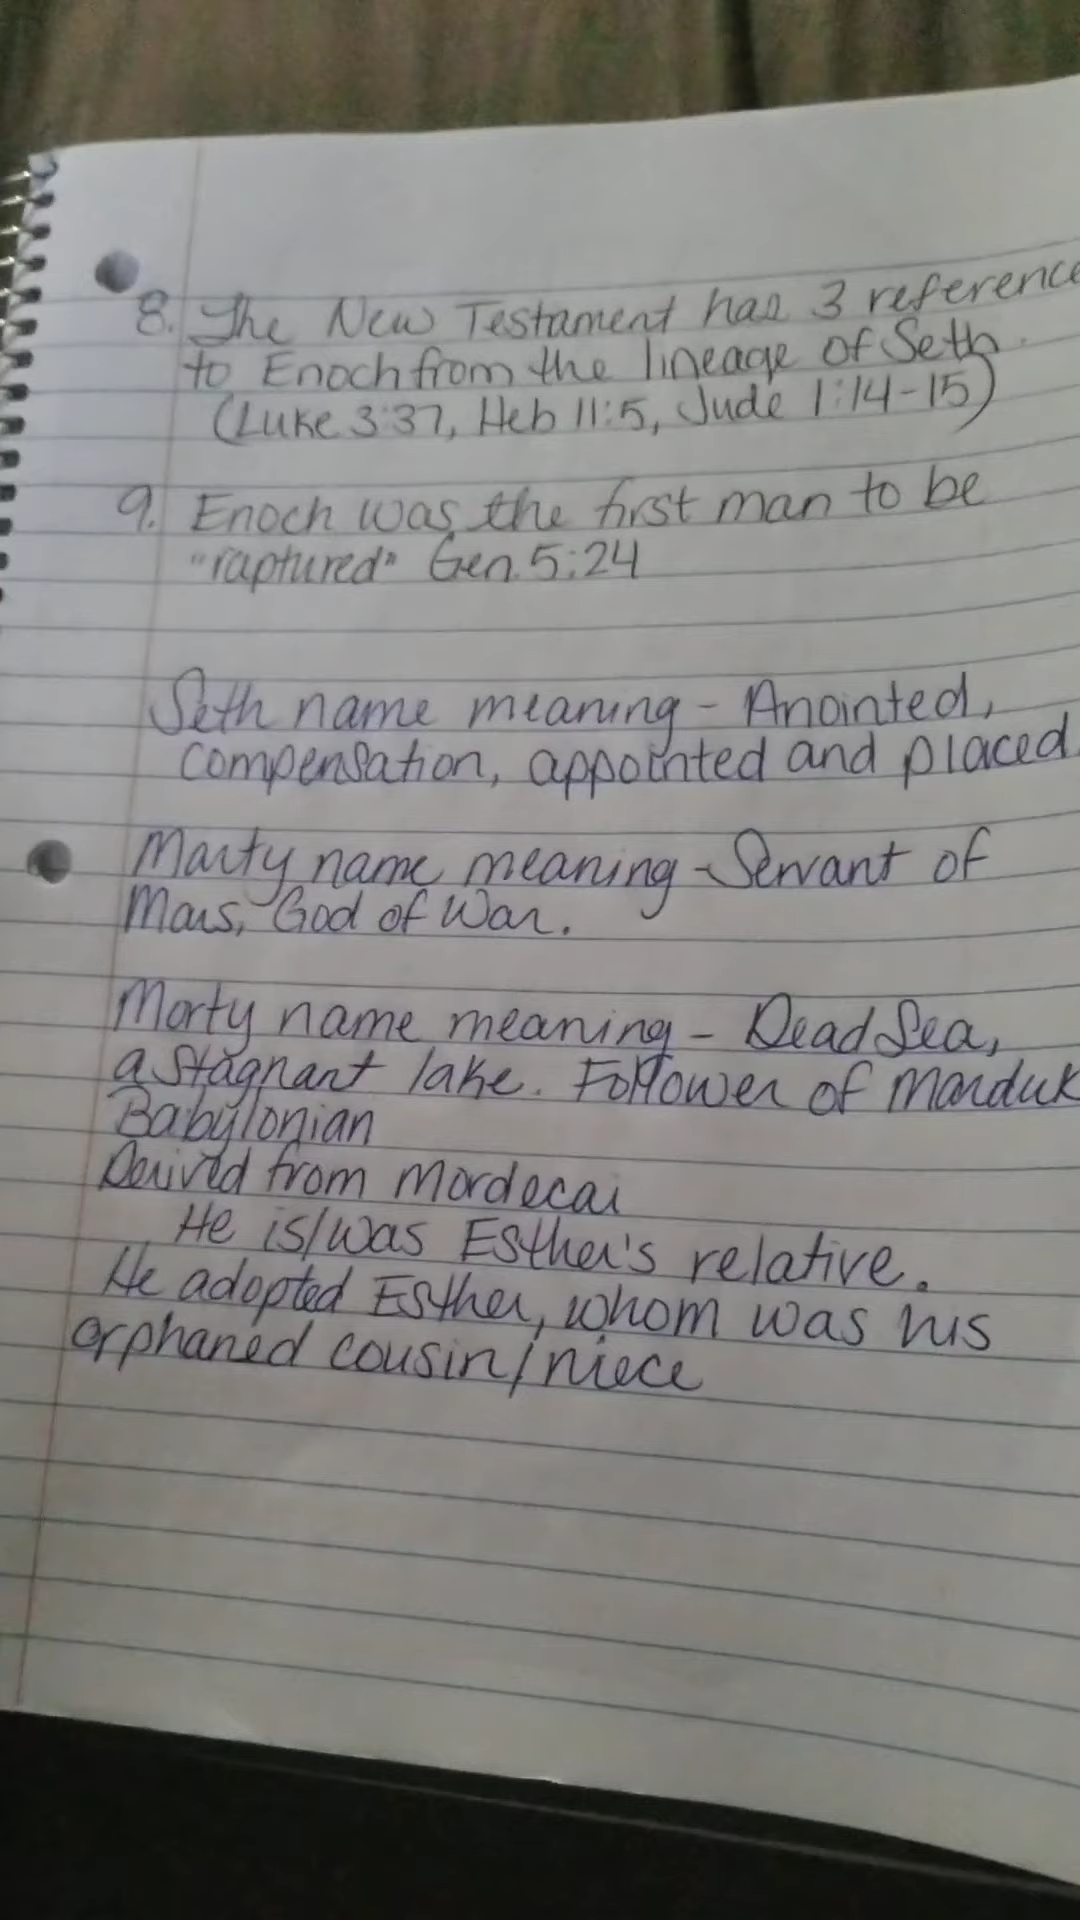 8. The New Testament has 3 reference
to Enoch from the lineage of Seth.
(Luke 3:37, Heb 11:5, Jude 1:14-15)
9. Enoch was the first man to be
"raptured" Gen. 5:24
Seth name meaning - Anointed,
compensation, appointed and placed
Marty name meaning - Servant of
Mars, God of War.
Morty name meaning - Dead Sea,
a stagnant lake. Follower of Marduk
Babylonian
Derived from Mordecai
He is/was Esther's relative.
He adopted Esther, whom was his
orphaned cousin/niece